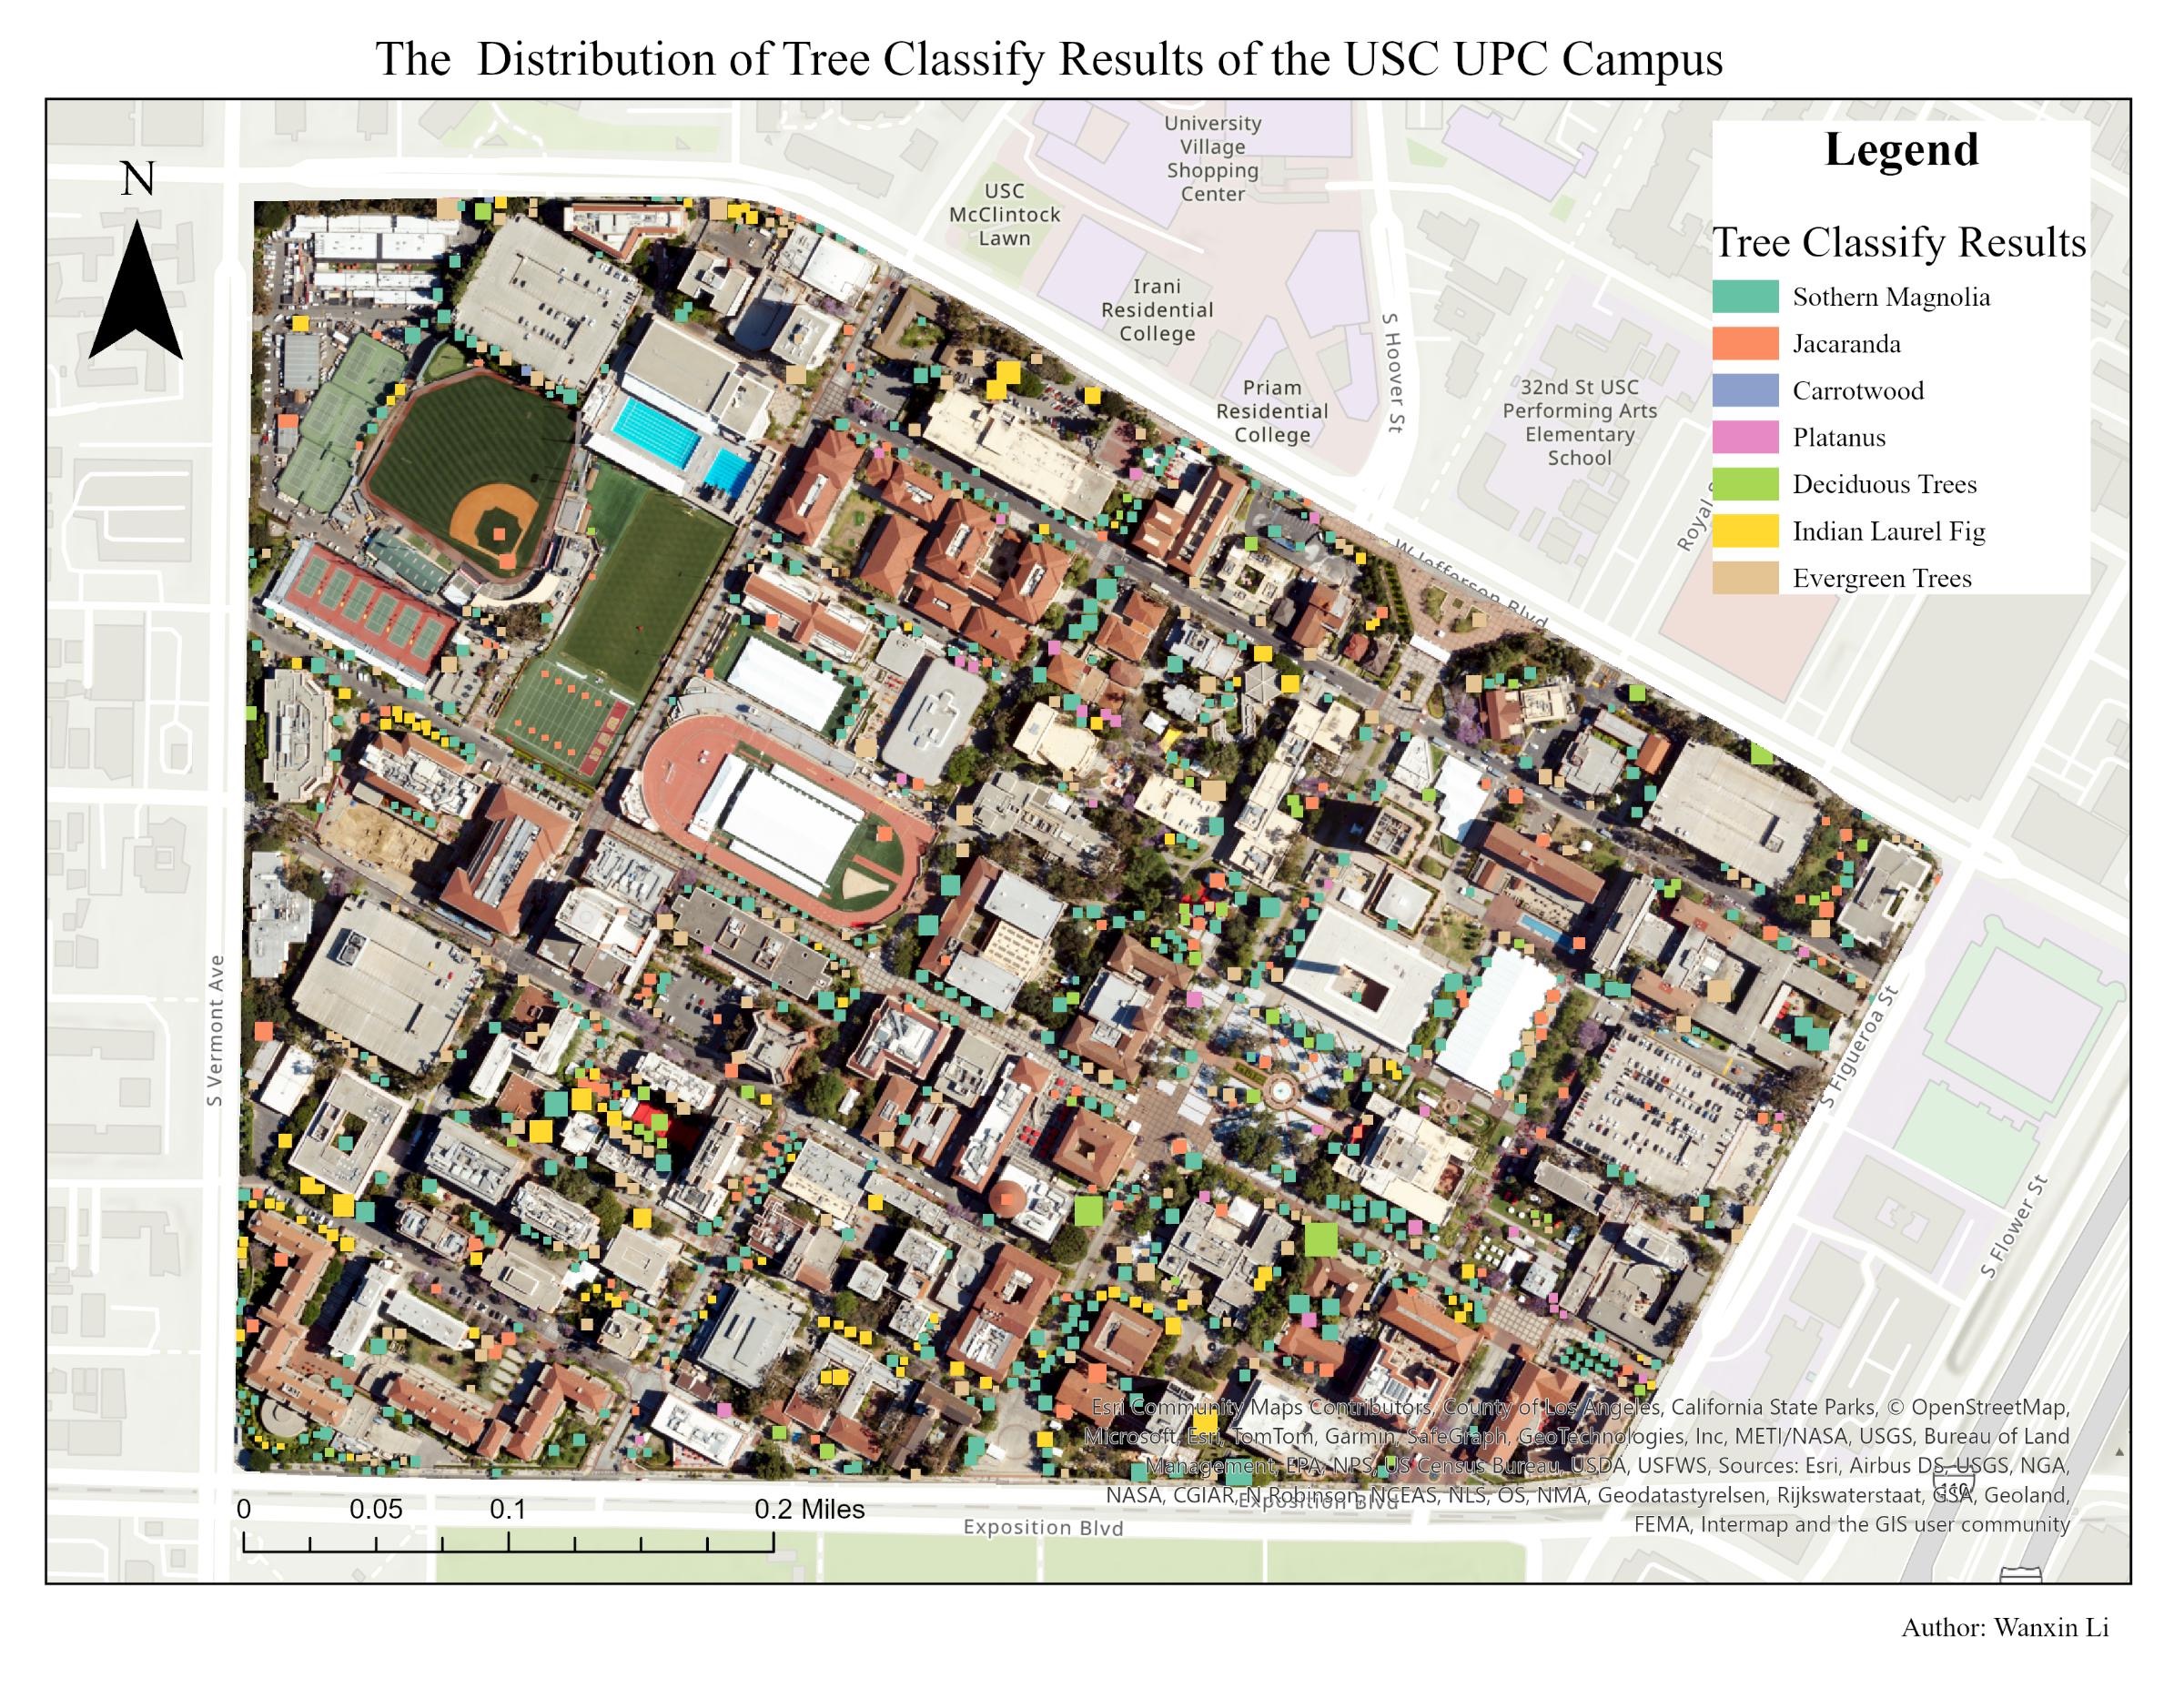 The  Distribution of Tree Classify Results of the USC UPC Campus
N
University
Village
Shopping
Center
USC
McClintock
Lawn
Irani
Residential
College
Priam
Residential
College
S Hoover St
32nd St USC
Performing Arts
Elementary
School
Royal
W Jefferson Blvd
S Vermont Ave
S Figueroa St
S Flower St
Legend
Tree Classify Results
Sothern Magnolia
Jacaranda
Carrotwood
Platanus
Deciduous Trees
Indian Laurel Fig
Evergreen Trees
Esri Community Maps Contributors, County of Los Angeles, California State Parks, © OpenStreetMap,
Microsoft, Esri, TomTom, Garmin, SafeGraph, GeoTechnologies, Inc, METI/NASA, USGS, Bureau of Land
Management, EPA, NPS, US Census Bureau, USDA, USFWS, Sources: Esri, Airbus DS, USGS, NGA,
NASA, CGIAR, N Robinson, NCEAS, NLS, OS, NMA, Geodatastyrelsen, Rijkswaterstaat, GSA, Geoland,
FEMA, Intermap and the GIS user community
Exposition Blvd
Exposition Blvd
110
0 0.05 0.1 0.2 Miles
Author: Wanxin Li